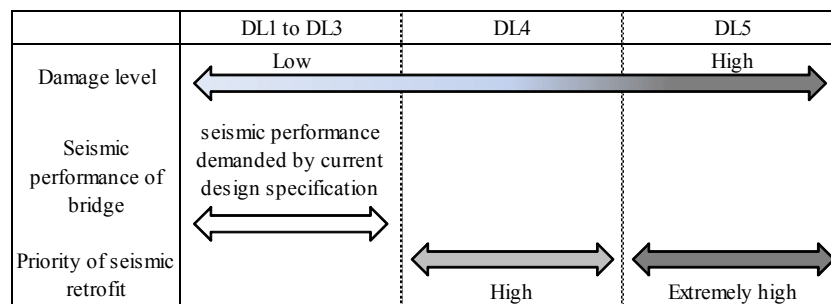 DL1 to DL3 DL4 DL5
Damage level
Low High
Seismic
performance of
bridge
seismic performance
demanded by current
design specification
Priority of seismic
retrofit
High Extremely high